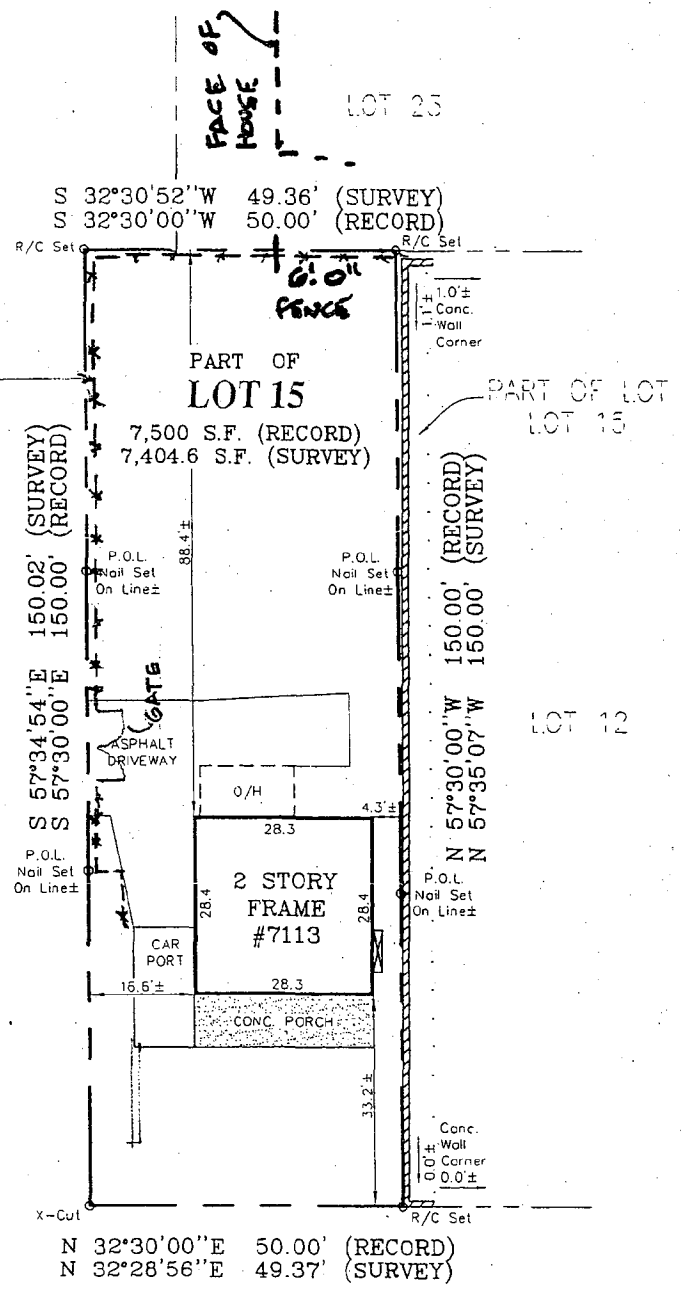 FACE OF
HOUSE
LOT 23
S 32°30'52"W 49.36' (SURVEY)
S 32°30'00"W 50.00' (RECORD)
R/C Set
R/C Set
6'.0"
FENCE
1.0'±
1.1'±
Conc.
Wall
Corner
PART OF
LOT 15
7,500 S.F. (RECORD)
7,404.6 S.F. (SURVEY)
PART OF LOT
LOT 15
S 57°34'54"E 150.02' (SURVEY)
S 57°30'00"E 150.00' (RECORD)
88.4'±
N 57°30'00"W 150.00' (RECORD)
N 57°35'07"W 150.00' (SURVEY)
P.O.L.
Nail Set
On Line±
P.O.L.
Nail Set
On Line±
GATE
ASPHALT
DRIVEWAY
LOT 12
O/H
4.3'±
28.3
P.O.L.
Nail Set
On Line±
2 STORY
FRAME
#7113
28.4
28.4
P.O.L.
Nail Set
On Line±
CAR
PORT
16.6'±
28.3
CONC. PORCH
33.2'±
Conc.
Wall
Corner
0.0'±
0.0'±
X-Cut
R/C Set
N 32°30'00"E 50.00' (RECORD)
N 32°28'56"E 49.37' (SURVEY)